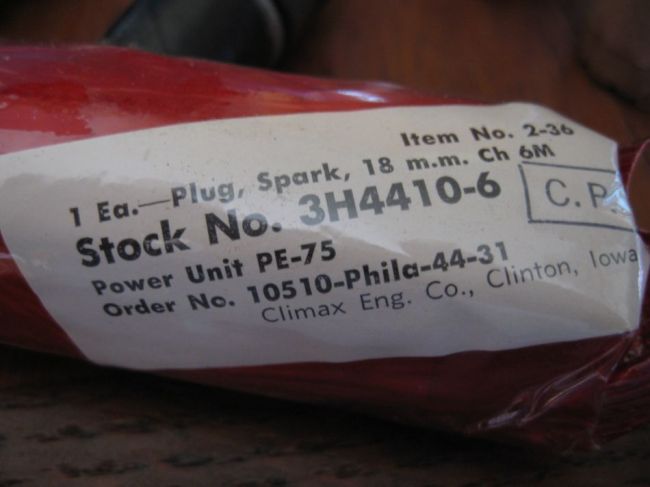 Item No. 2-36
1 Ea.—Plug, Spark, 18 m.m. Ch 6M
Stock No. 3H4410-6
C. P.
Power Unit PE-75
Order No. 10510-Phila-44-31
Climax Eng. Co., Clinton, Iowa